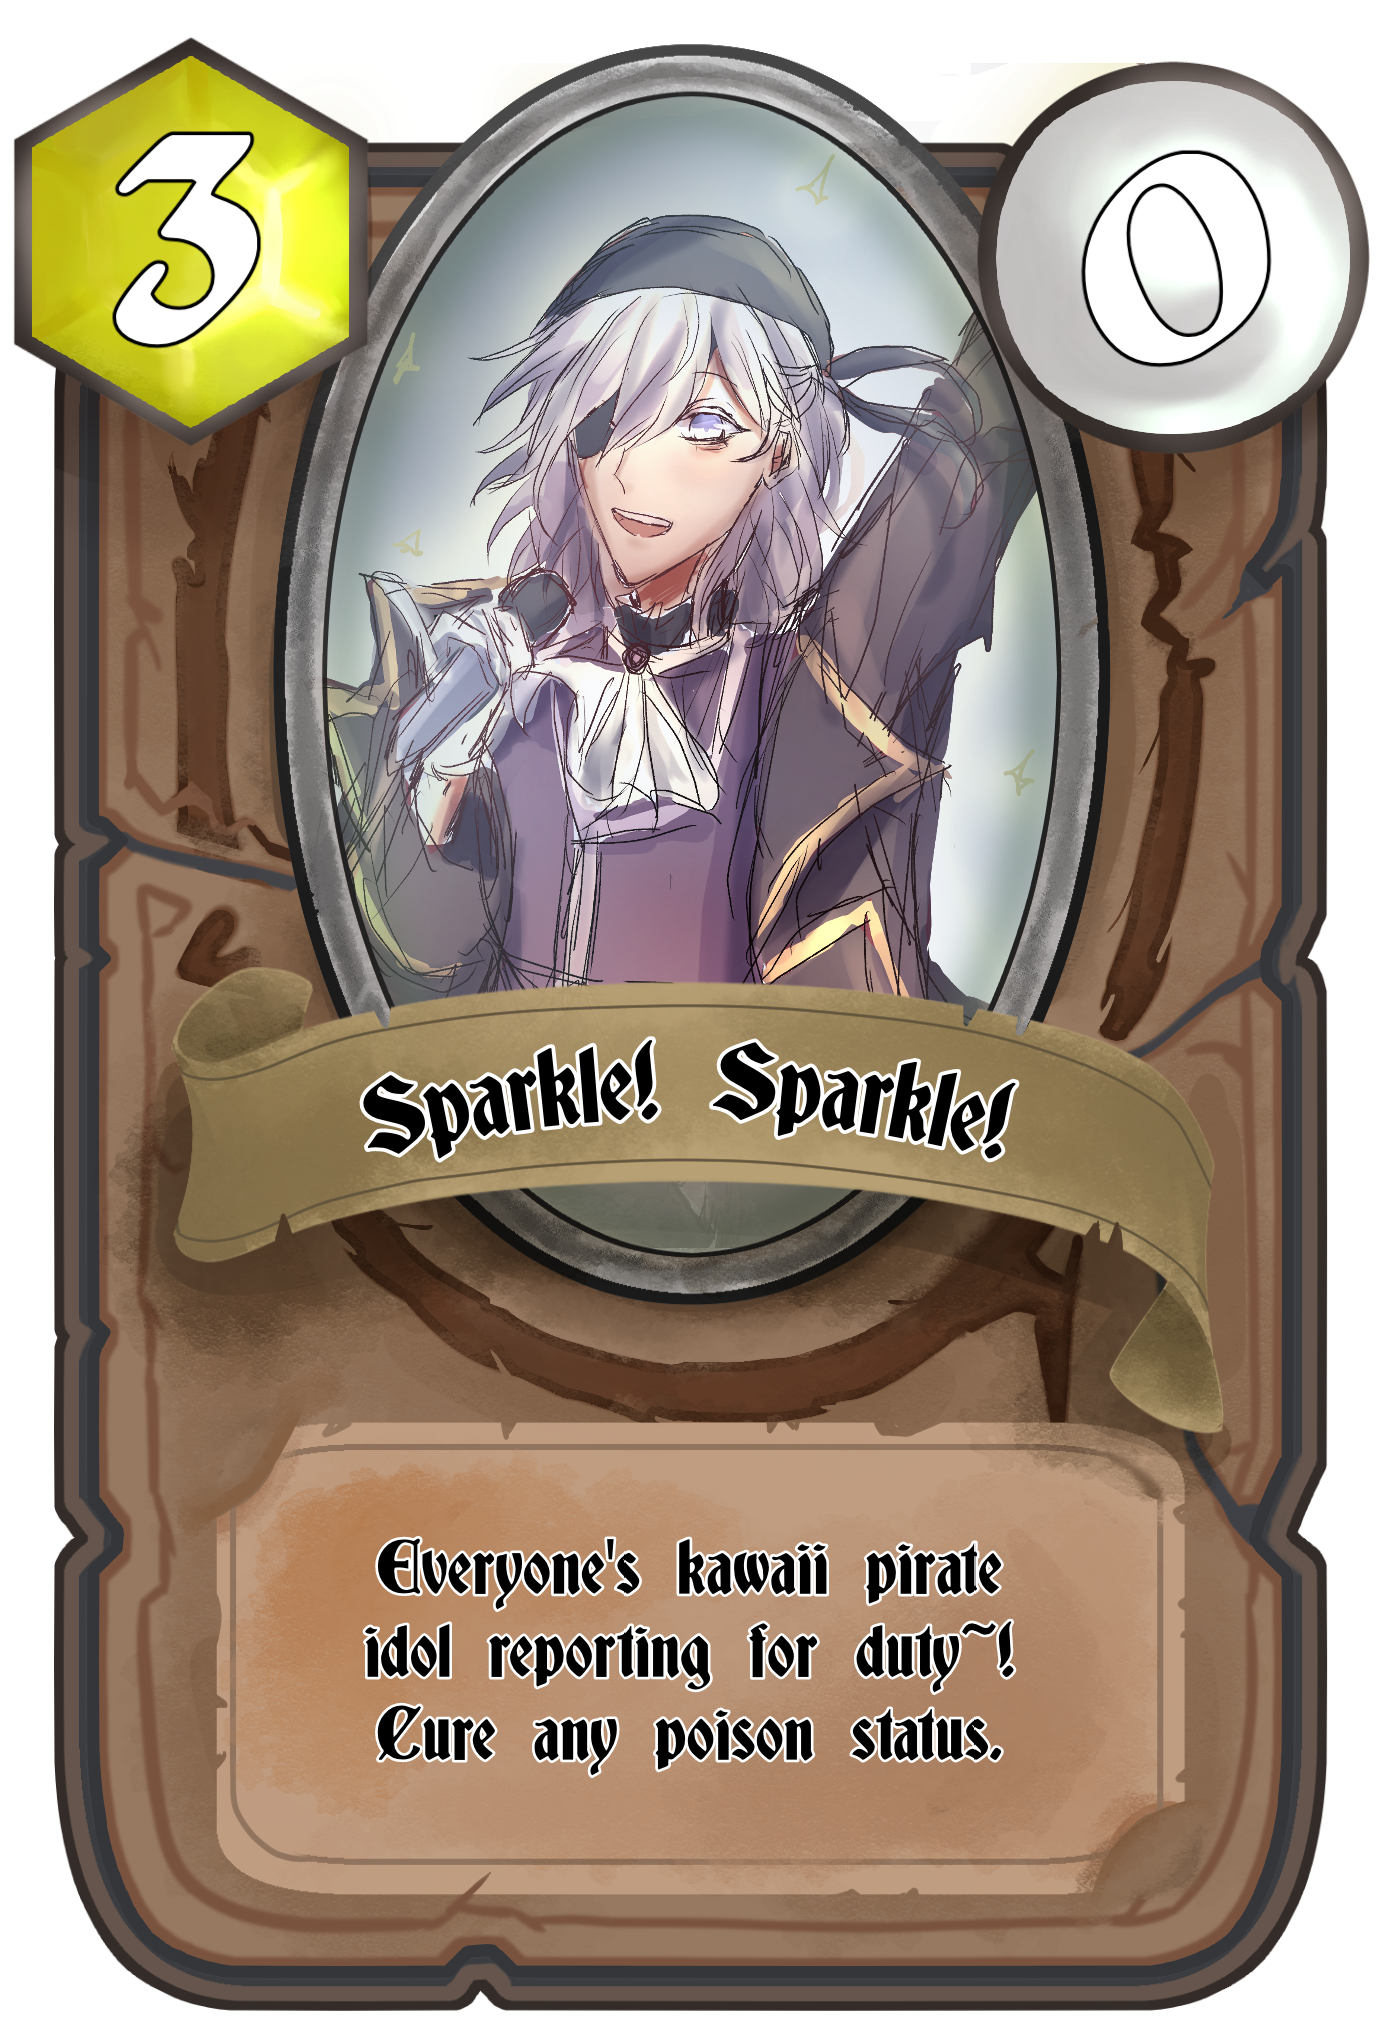 3
0
Sparkle! Sparkle!
Everyone's kawaii pirate
idol reporting for duty~!
Cure any poison status.